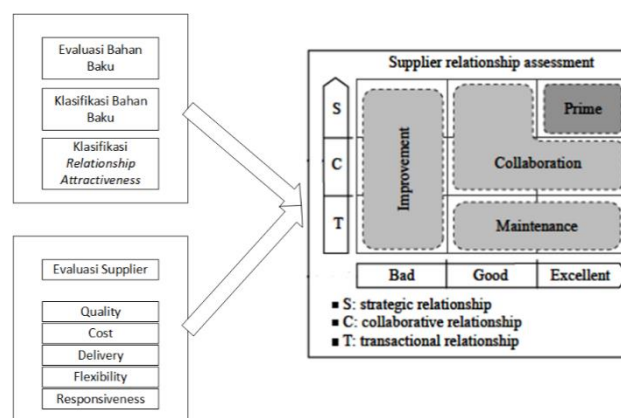 Evaluasi Bahan
Baku
Klasifikasi Bahan
Baku
Klasifikasi
Relationship
Attractiveness
Evaluasi Supplier
Quality
Cost
Delivery
Flexibility
Responsiveness
Supplier relationship assessment
S
C
T
Improvement
Prime
Collaboration
Maintenance
Bad
Good
Excellent
■ S: strategic relationship
■ C: collaborative relationship
■ T: transactional relationship